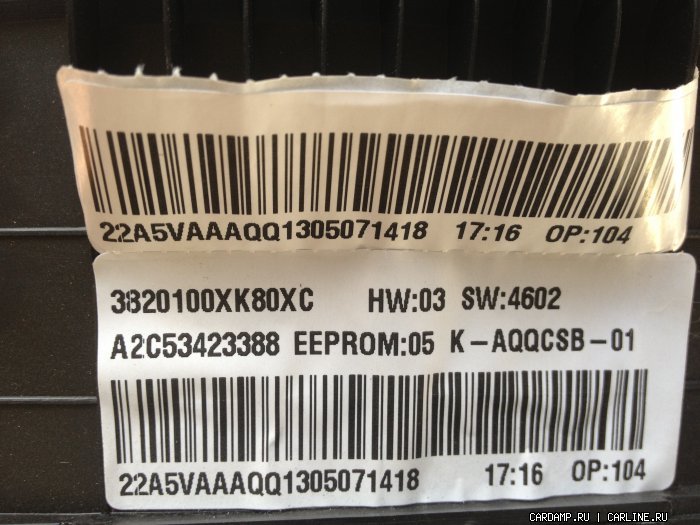 22A5VAAAQQ1305071418 17:16 OP:104
3820100XK80XC HW:03 SW:4602
A2C53423388 EEPROM:05 K-AQQCSB-01
22A5VAAAQQ1305071418 17:16 OP:104
CARDAMP.RU | CARLINE.RU